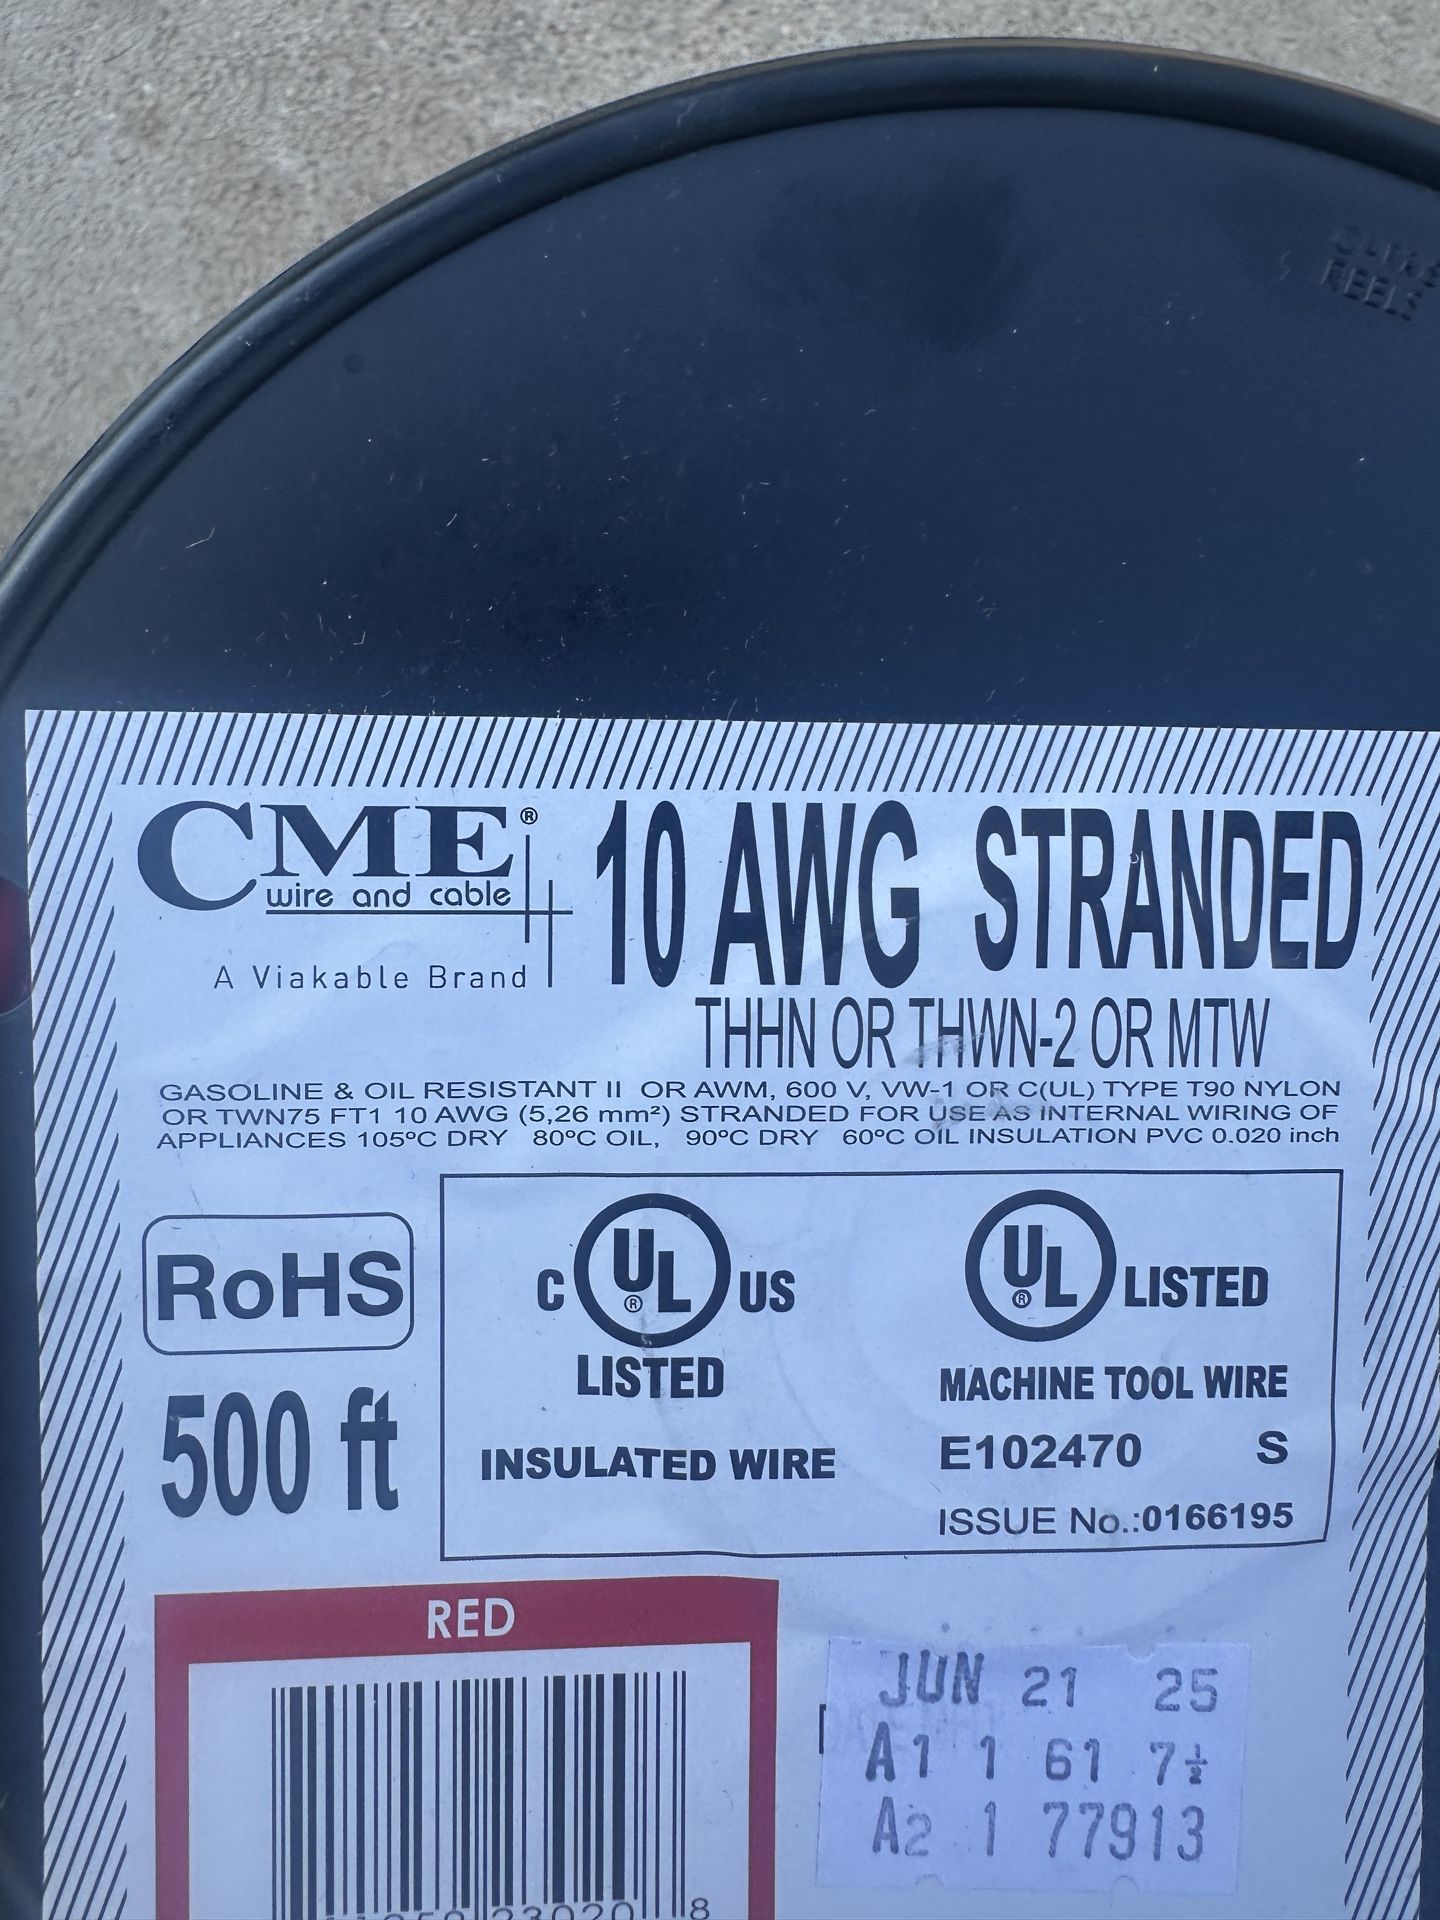 REELS
CME®
wire and cable
A Viakable Brand
10 AWG STRANDED
THHN OR THWN-2 OR MTW
GASOLINE & OIL RESISTANT II OR AWM, 600 V, VW-1 OR C(UL) TYPE T90 NYLON
OR TWN75 FT1 10 AWG (5,26 mm²) STRANDED FOR USE AS INTERNAL WIRING OF
APPLIANCES 105ºC DRY 80ºC OIL, 90ºC DRY 60ºC OIL INSULATION PVC 0.020 inch
RoHS
500 ft
C UL® US
LISTED
INSULATED WIRE
UL® LISTED
MACHINE TOOL WIRE
E102470 S
ISSUE No.:0166195
RED
JUN 21 25
A1 1 61 7½
A2 1 77913
23020 8